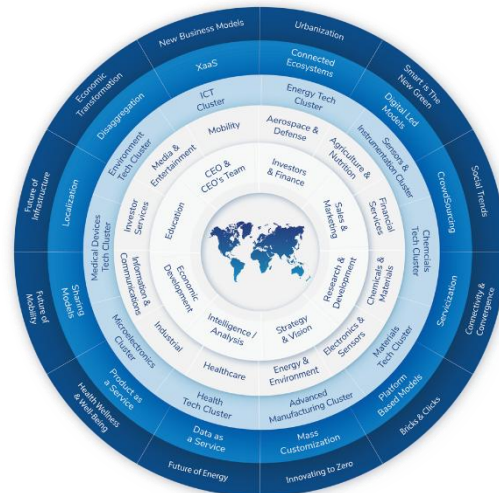 New Business Models
Urbanization
Smart is The
New Green
Social Trends
Connectivity &
Convergence
Bricks & Clicks
Innovating to Zero
Future of Energy
Health Wellness
& Well-Being
Future of
Mobility
Future of
Infrastructure
Economic
Transformation
XaaS
Connected
Ecosystems
Digital Led
Models
CrowdSourcing
Servicization
Platform
Based Models
Mass
Customization
Data as
a Service
Product as
a Service
Sharing
Models
Localization
Disaggregation
ICT
Cluster
Energy Tech
Cluster
Sensors &
Instrumentation Cluster
Chemcials
Tech Cluster
Materials
Tech Cluster
Advanced
Manufacturing Cluster
Health
Tech Cluster
Microelectronics
Cluster
Medical Devices
Tech Cluster
Environment
Tech Cluster
Mobility
Aerospace &
Defense
Agriculture &
Nutrition
Financial
Services
Chemicals &
Materials
Electronics &
Sensors
Energy &
Environment
Healthcare
Industrial
Information &
Communications
Investor
Services
Media &
Entertainment
CEO &
CEO's Team
Investors
& Finance
Sales &
Marketing
Research &
Development
Strategy
& Vision
Intelligence /
Analysis
Economic
Development
Education